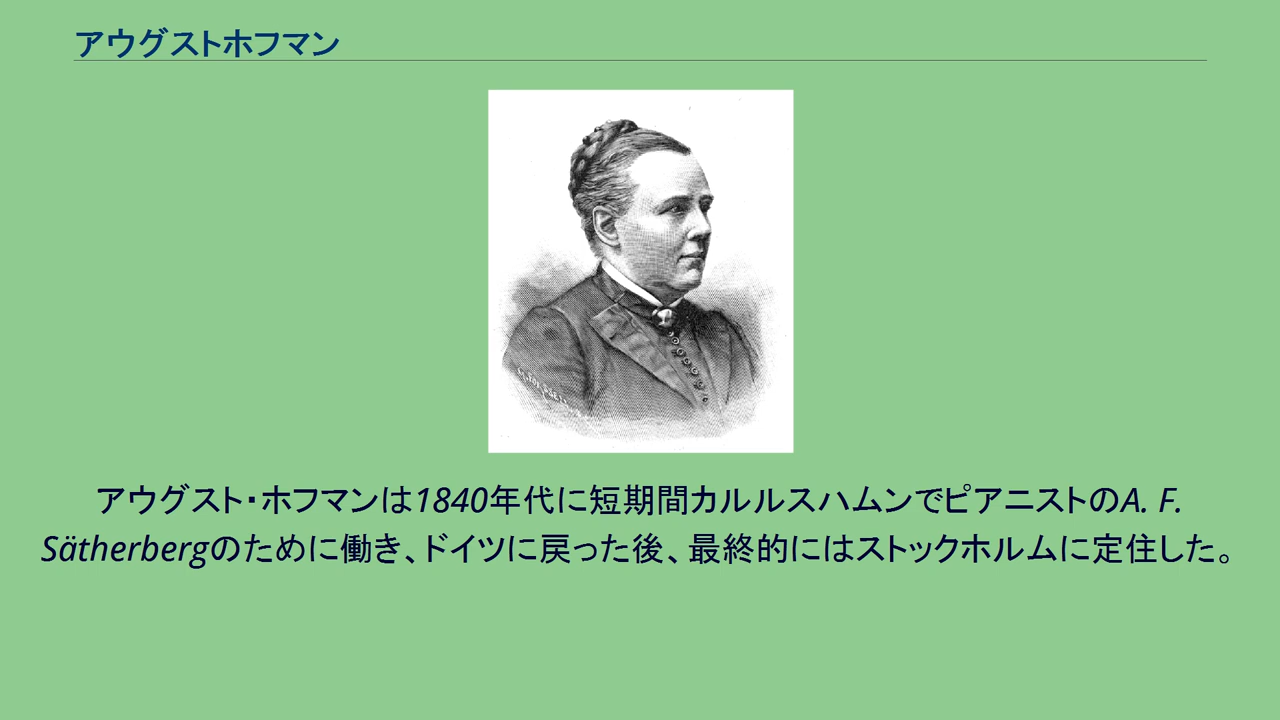 アウグストホフマン
アウグスト・ホフマンは1840年代に短期間カルルスハムンでピアニストのA. F.
Sätherbergのために働き、ドイツに戻った後、最終的にはストックホルムに定住した。